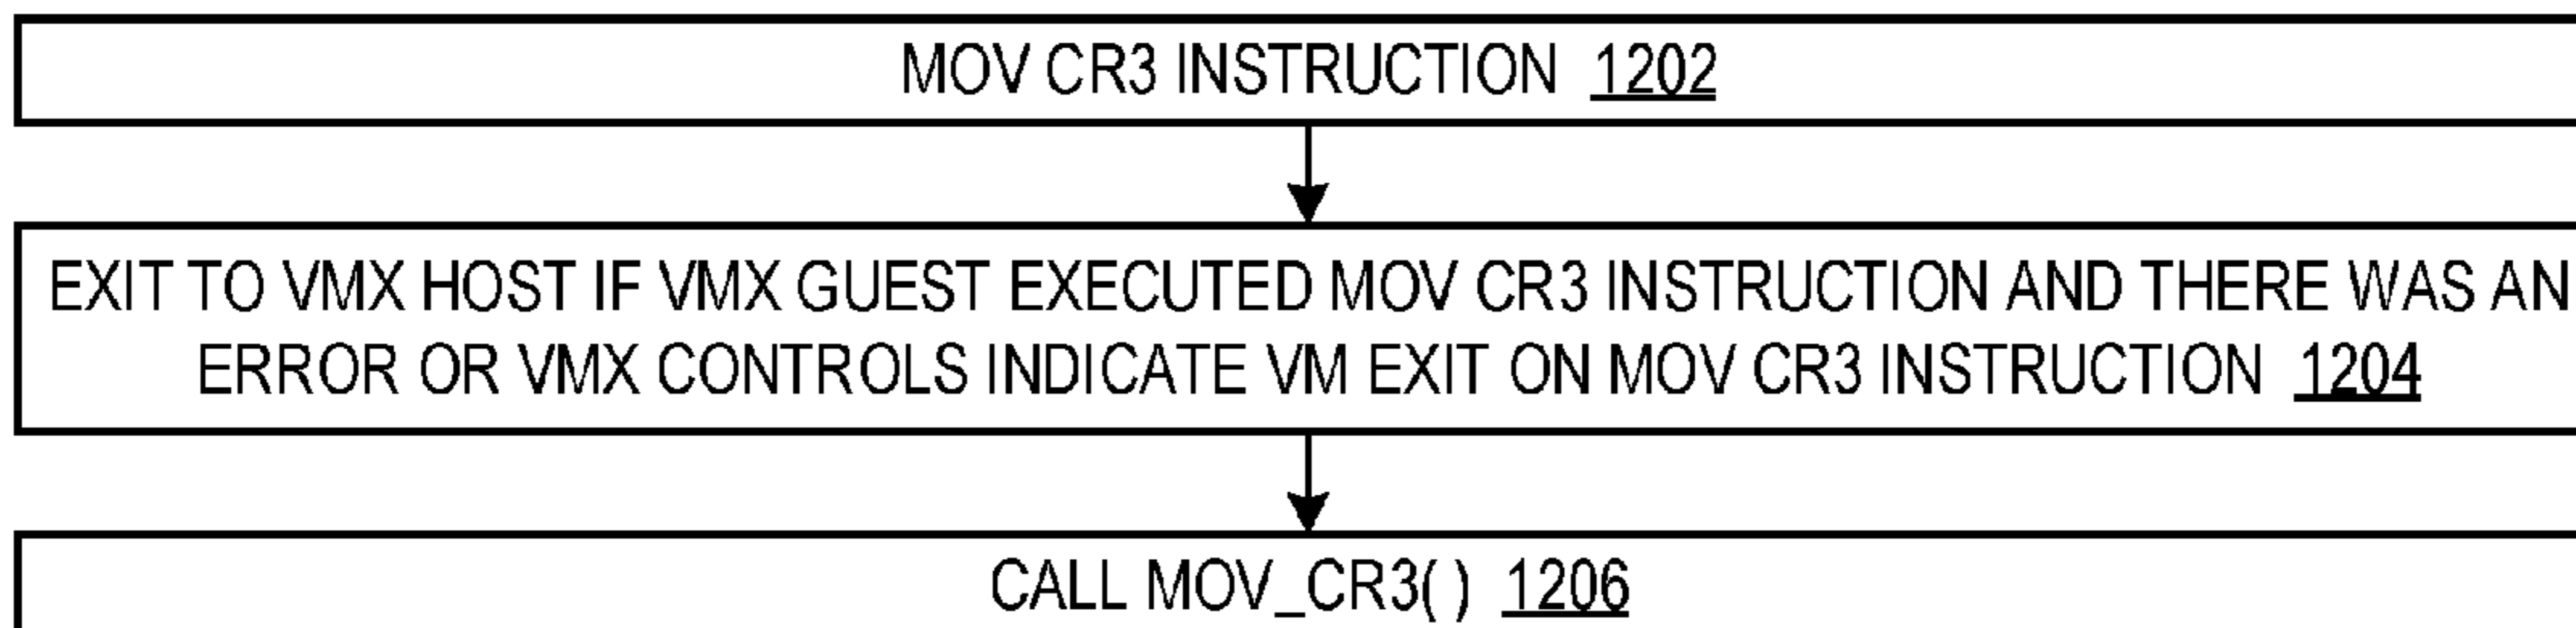 MOV CR3 INSTRUCTION 1202
EXIT TO VMX HOST IF VMX GUEST EXECUTED MOV CR3 INSTRUCTION AND THERE WAS AN
ERROR OR VMX CONTROLS INDICATE VM EXIT ON MOV CR3 INSTRUCTION 1204
CALL MOV_CR3( ) 1206